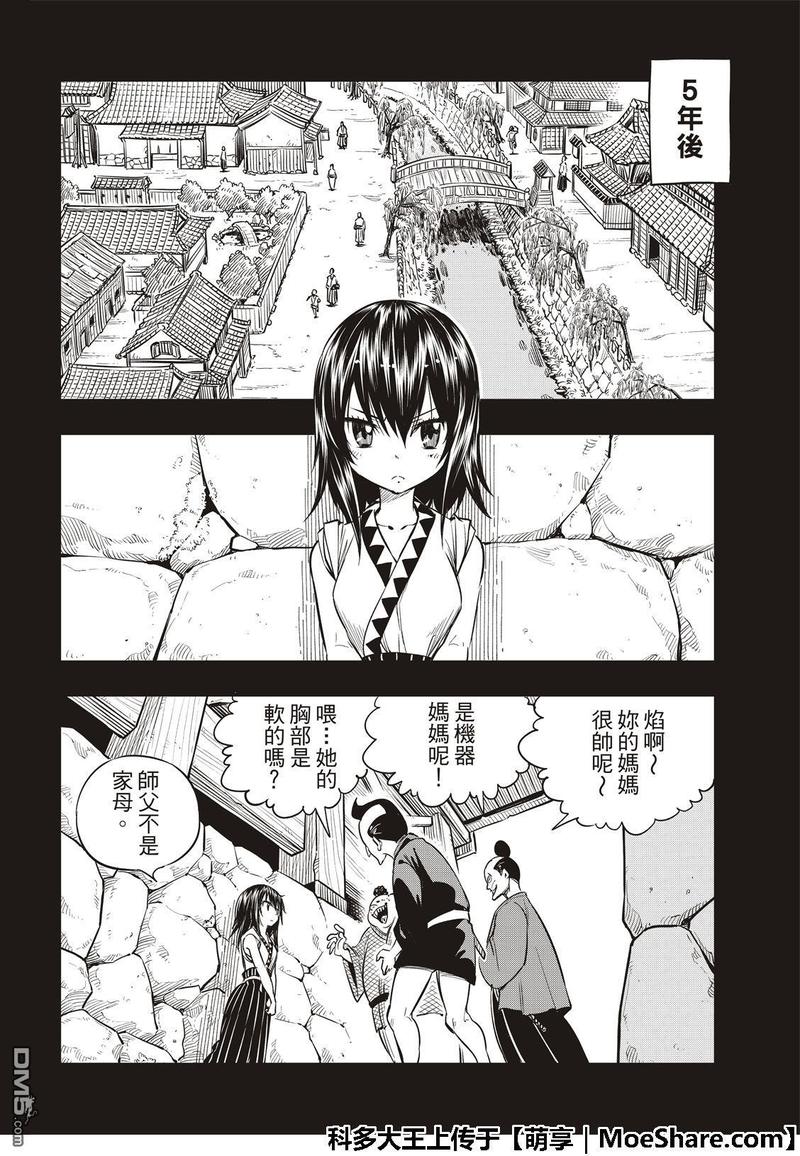 5年後
焰啊～
妳的媽媽
很帥呢～
是機器
媽媽呢！
喂…她的
胸部是
軟的嗎？
師父不是
家母。
DM5.com
科多大王上传于【萌享】|MoeShare.com】